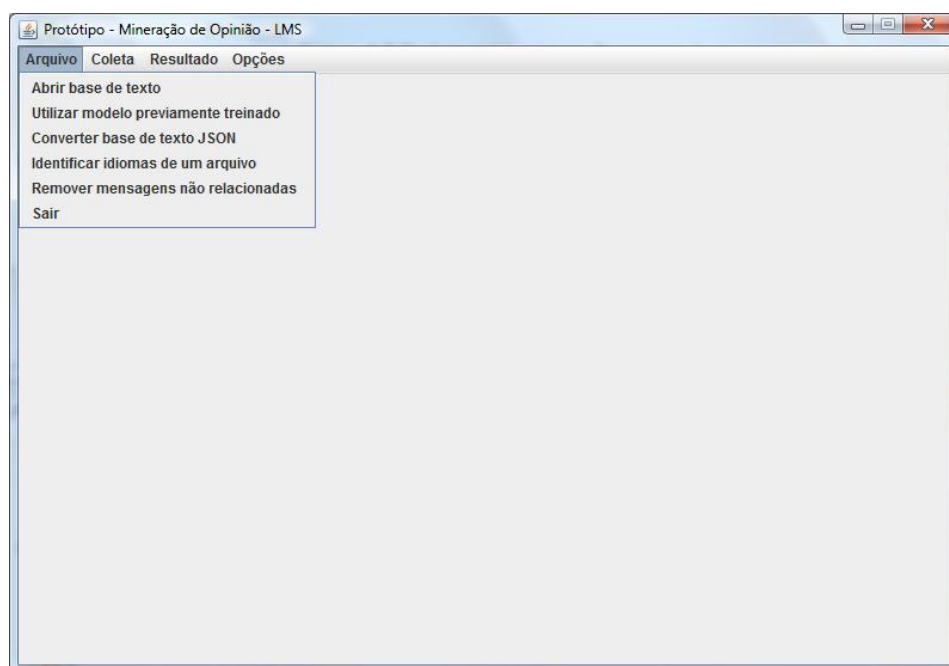 Protótipo - Mineração de Opinião - LMS
Arquivo Coleta Resultado Opções
Abrir base de texto
Utilizar modelo previamente treinado
Converter base de texto JSON
Identificar idiomas de um arquivo
Remover mensagens não relacionadas
Sair